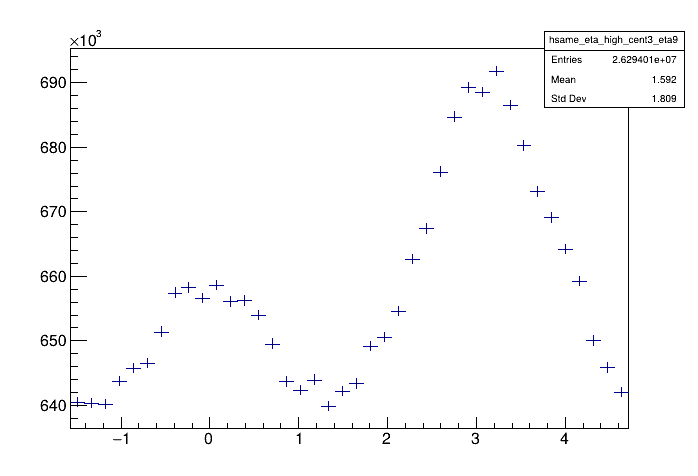 ×10³
hsame_eta_high_cent3_eta9
Entries 2.629401e+07
Mean 1.592
Std Dev 1.809
690
680
670
660
650
640
−1 0 1 2 3 4